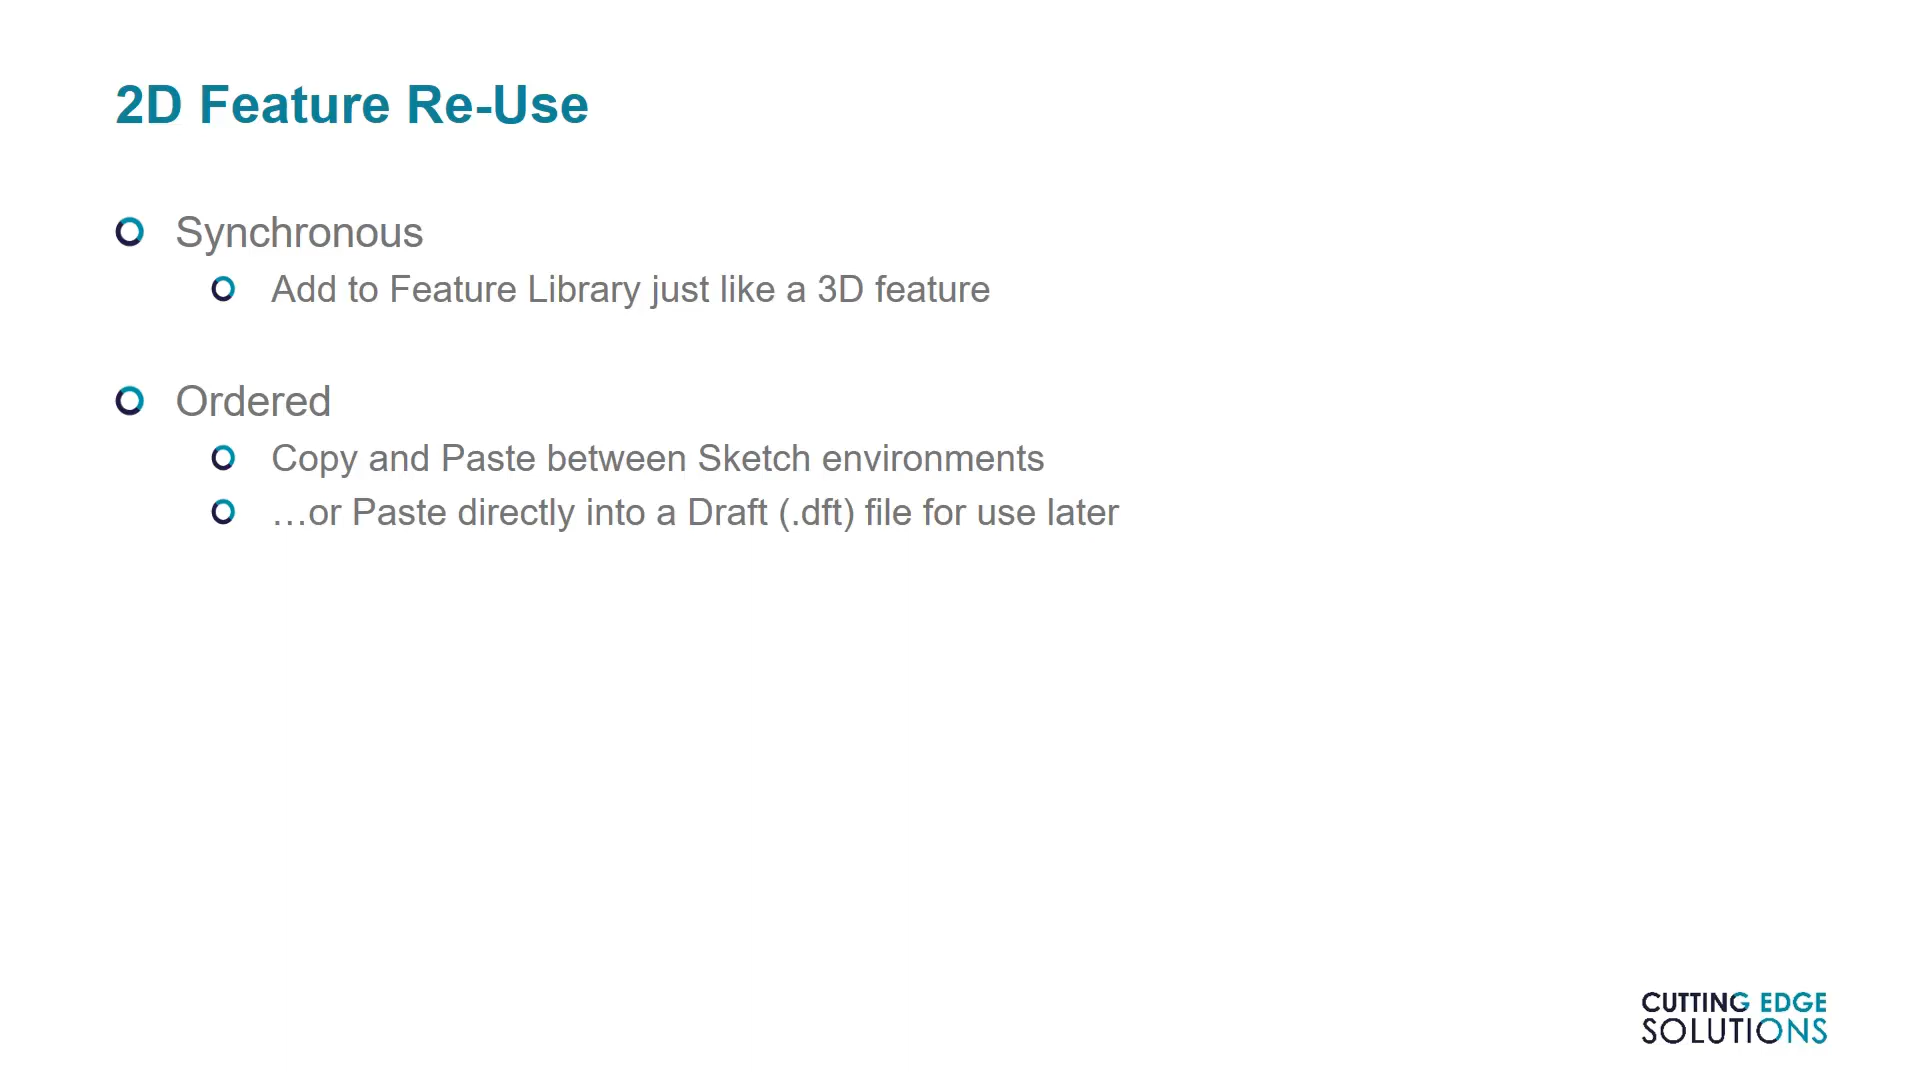 2D Feature Re-Use
Synchronous
Add to Feature Library just like a 3D feature
Ordered
Copy and Paste between Sketch environments
…or Paste directly into a Draft (.dft) file for use later
CUTTING EDGE
SOLUTIONS